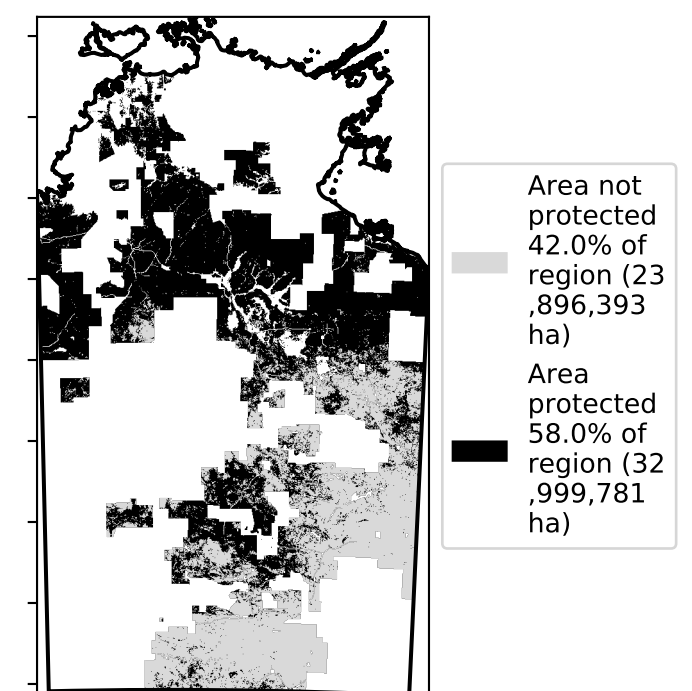 Area not
protected
42.0% of
region (23
,896,393
ha)
Area
protected
58.0% of
region (32
,999,781
ha)